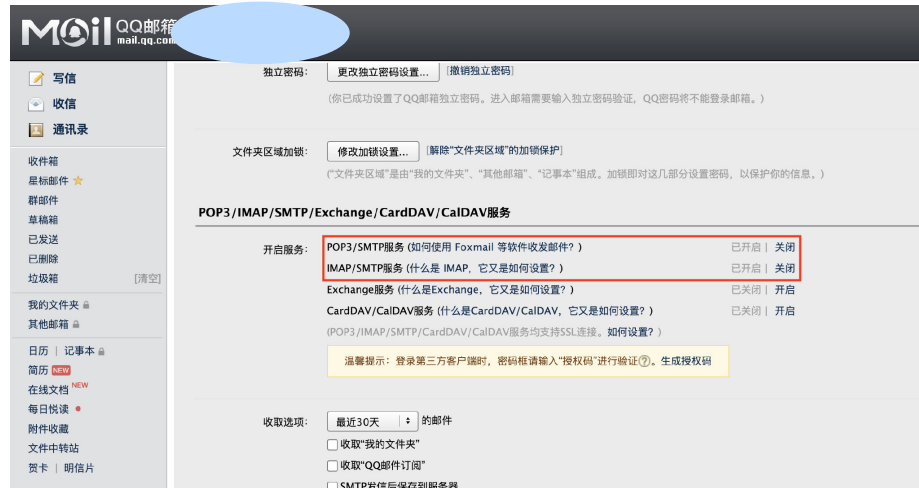 MOil QQ邮箱
mail.qq.com
写信
收信
通讯录
收件箱
星标邮件
群邮件
草稿箱
已发送
已删除
垃圾箱 [清空]
我的文件夹
其他邮箱
日历 | 记事本
简历 NEW
在线文档 NEW
每日悦读
附件收藏
文件中转站
贺卡 | 明信片
独立密码: 更改独立密码设置... [撤销独立密码]
(你已成功设置了QQ邮箱独立密码。进入邮箱需要输入独立密码验证，QQ密码将不能登录邮箱。)
文件夹区域加锁: 修改加锁设置... [解除“文件夹区域”的加锁保护]
(“文件夹区域”是由“我的文件夹”、“其他邮箱”、“记事本”组成。加锁即对这几部分设置密码，以保护你的信息。)
POP3/IMAP/SMTP/Exchange/CardDAV/CalDAV服务
开启服务: POP3/SMTP服务 (如何使用 Foxmail 等软件收发邮件? ) 已开启 | 关闭
IMAP/SMTP服务 (什么是 IMAP，它又是如何设置? ) 已开启 | 关闭
Exchange服务 (什么是Exchange，它又是如何设置? ) 已关闭 | 开启
CardDAV/CalDAV服务 (什么是CardDAV/CalDAV，它又是如何设置? ) 已关闭 | 开启
(POP3/IMAP/SMTP/CardDAV/CalDAV服务均支持SSL连接。如何设置? )
温馨提示: 登录第三方客户端时，密码框请输入“授权码”进行验证?。生成授权码
收取选项: 最近30天 的邮件
收取“我的文件夹”
收取“QQ邮件订阅”
SMTP发信后保存到服务器